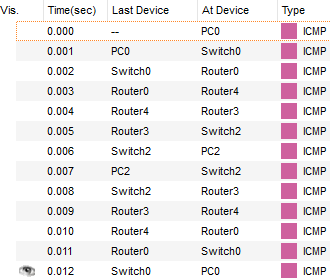 Vis. Time(sec) Last Device At Device Type
0.000 -- PC0 ICMP
0.001 PC0 Switch0 ICMP
0.002 Switch0 Router0 ICMP
0.003 Router0 Router4 ICMP
0.004 Router4 Router3 ICMP
0.005 Router3 Switch2 ICMP
0.006 Switch2 PC2 ICMP
0.007 PC2 Switch2 ICMP
0.008 Switch2 Router3 ICMP
0.009 Router3 Router4 ICMP
0.010 Router4 Router0 ICMP
0.011 Router0 Switch0 ICMP
0.012 Switch0 PC0 ICMP